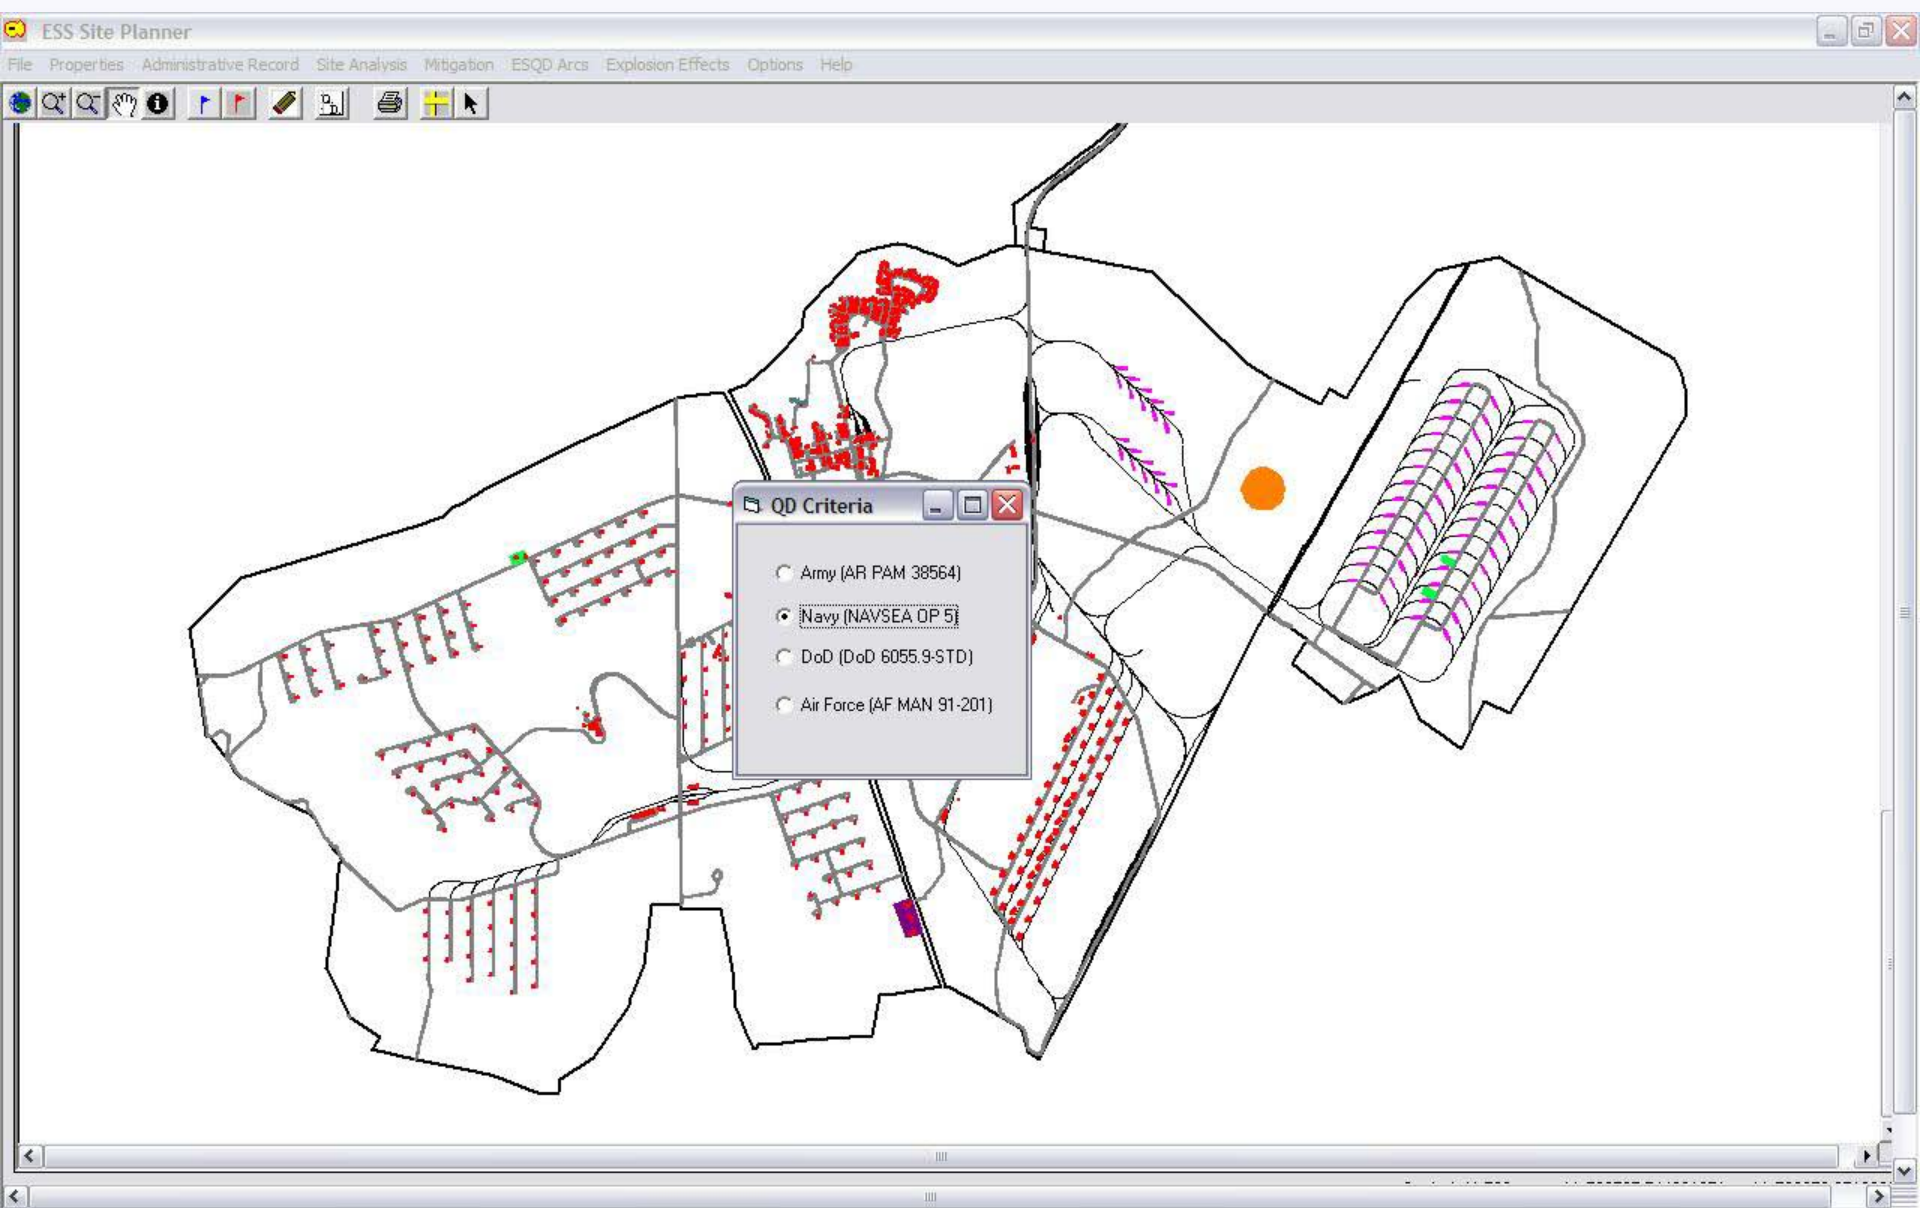 ESS Site Planner
File Properties Administrative Record Site Analysis Mitigation ESQD Arcs Explosion Effects Options Help
QD Criteria
Army (AR PAM 38564)
Navy (NAVSEA OP 5)
DoD (DoD 6055.9-STD)
Air Force (AF MAN 91-201)